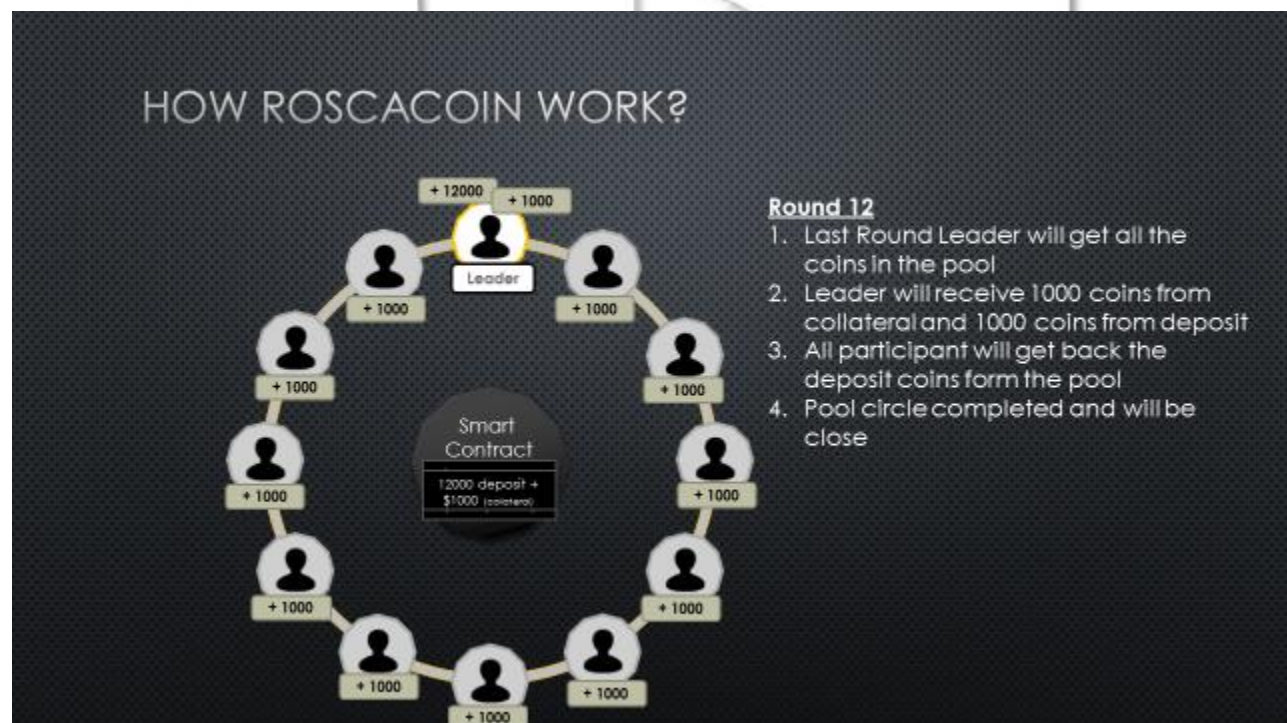 HOW ROSCACOIN WORK?
+ 12000
+ 1000
Leader
+ 1000
+ 1000
+ 1000
+ 1000
+ 1000
+ 1000
+ 1000
+ 1000
+ 1000
+ 1000
+ 1000
Smart
Contract
12000 deposit +
$1000 (colateral)
Round 12
1. Last Round Leader will get all the
coins in the pool
2. Leader will receive 1000 coins from
collateral and 1000 coins from deposit
3. All participant will get back the
deposit coins form the pool
4. Pool circle completed and will be
close